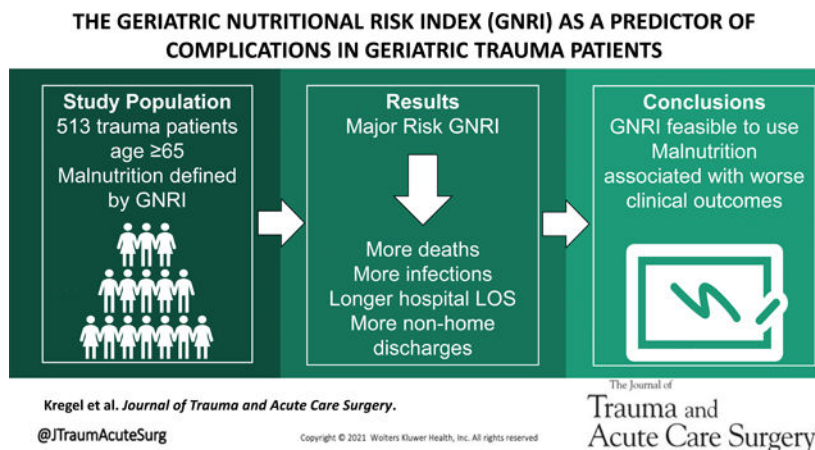 THE GERIATRIC NUTRITIONAL RISK INDEX (GNRI) AS A PREDICTOR OF
COMPLICATIONS IN GERIATRIC TRAUMA PATIENTS
Study Population
513 trauma patients
age ≥65
Malnutrition defined
by GNRI
Results
Major Risk GNRI
More deaths
More infections
Longer hospital LOS
More non-home
discharges
Conclusions
GNRI feasible to use
Malnutrition
associated with worse
clinical outcomes
Kregel et al. Journal of Trauma and Acute Care Surgery.
@JTraumAcuteSurg
Copyright © 2021 Wolters Kluwer Health, Inc. All rights reserved
The Journal of
Trauma and
Acute Care Surgery